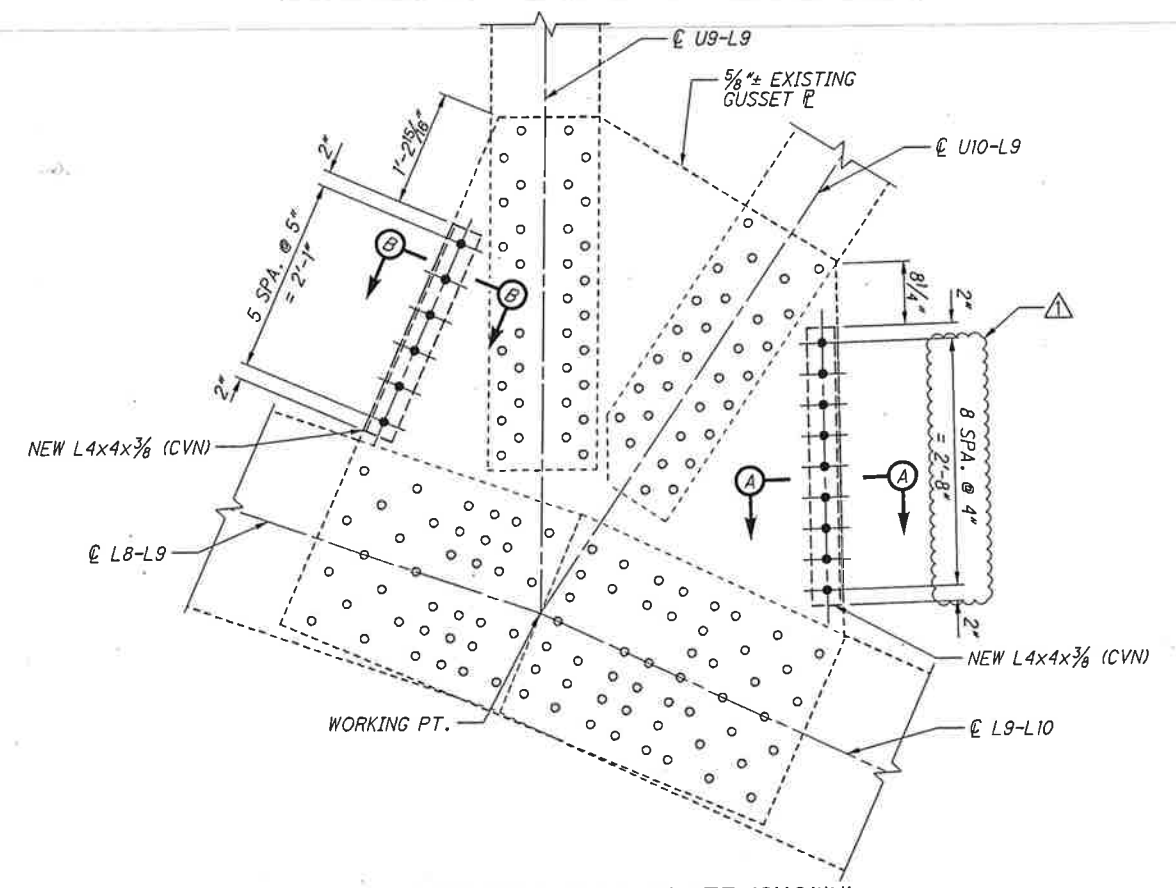 ℄ U9-L9
5/8"± EXISTING
GUSSET ℙL
℄ U10-L9
1'-2 15/16"
2"
5 SPA. @ 5"
= 2'-1"
2"
B
B
NEW L4x4x3/8 (CVN)
℄ L8-L9
WORKING PT.
8 1/4"
2"
1
8 SPA. @ 4"
= 2'-8"
2"
A
A
NEW L4x4x3/8 (CVN)
℄ L9-L10